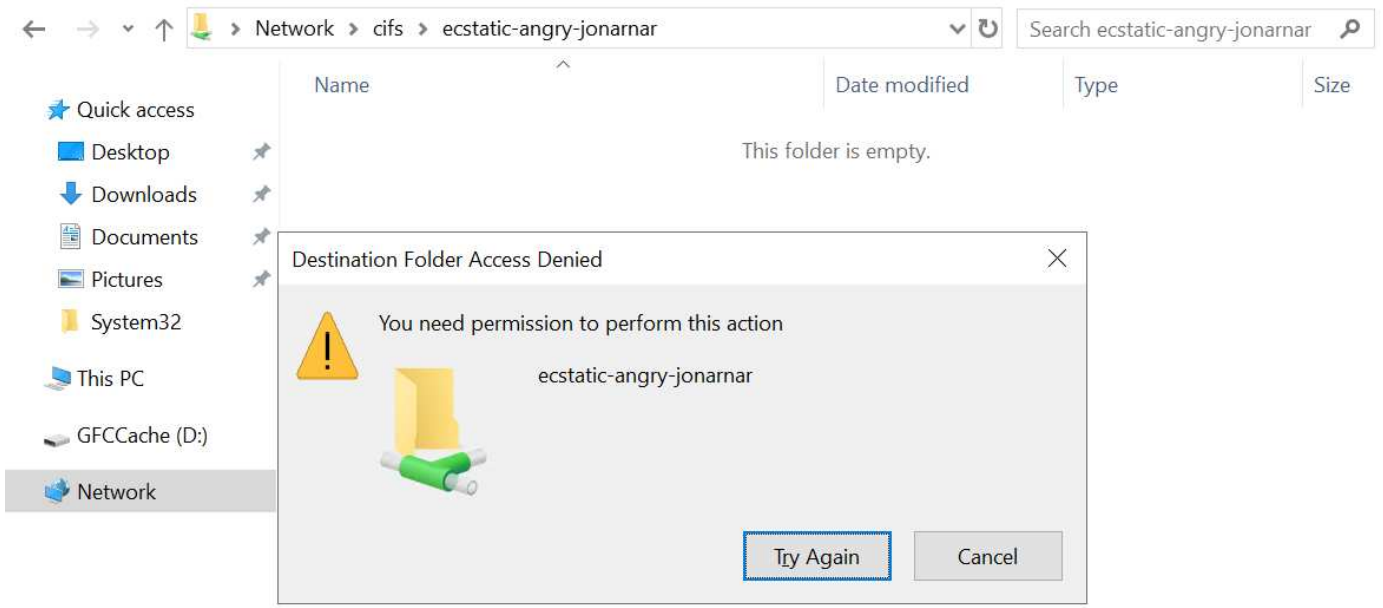 Network > cifs > ecstatic-angry-jonarnar
Search ecstatic-angry-jonarnar
Name Date modified Type Size
Quick access
This folder is empty.
Desktop
Downloads
Documents
Pictures
System32
This PC
GFCCache (D:)
Network
Destination Folder Access Denied
You need permission to perform this action
ecstatic-angry-jonarnar
Try Again Cancel